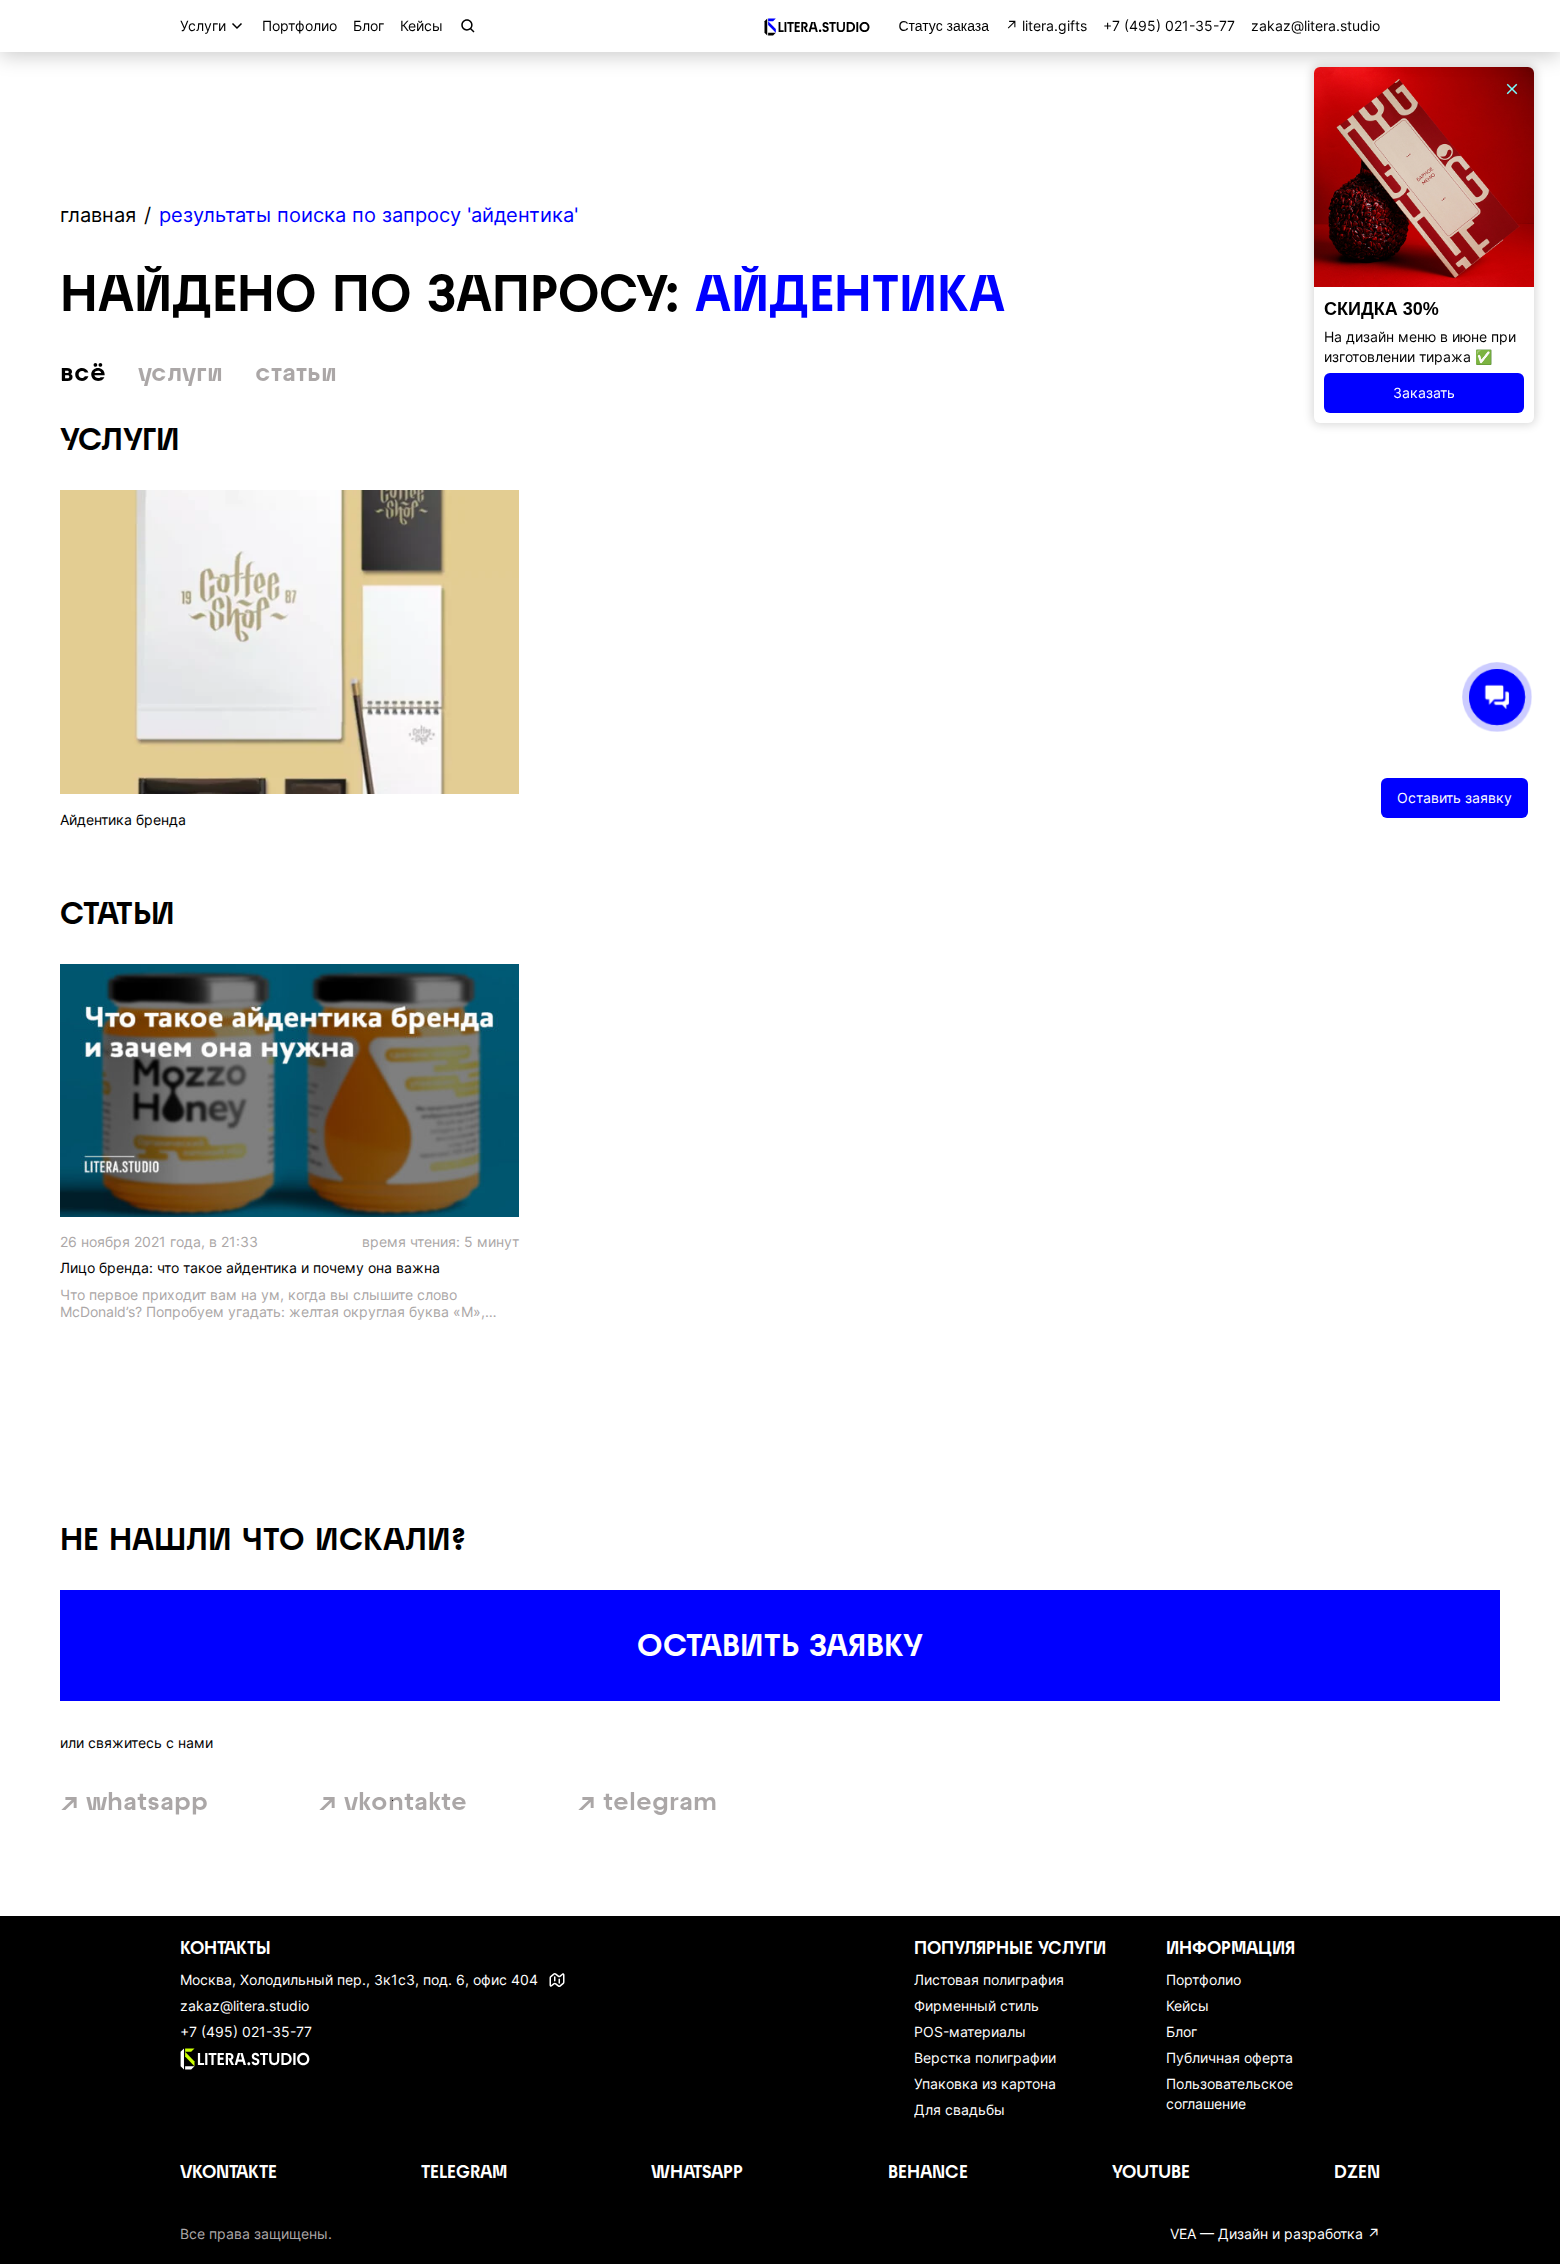 Услуги Портфолио Блог Кейсы
LITERA.STUDIO Статус заказа ↗ litera.gifts +7 (495) 021-35-77 zakaz@litera.studio
HYG
GUT
LIFE
БАРНОЕ
МЕНЮ
СКИДКА 30%
На дизайн меню в июне при
изготовлении тиража ✅
Заказать
главная / результаты поиска по запросу 'айдентика'
НАЙДЕНО ПО ЗАПРОСУ: АЙДЕНТИКА
всё услуги статьи
УСЛУГИ
Coffee
19 87
Shop
Coffee
Shop
Айдентика бренда
Оставить заявку
СТАТЬИ
Что такое айдентика бренда
и зачем она нужна
Mozzo
Honey
LITERA.STUDIO
26 ноября 2021 года, в 21:33 время чтения: 5 минут
Лицо бренда: что такое айдентика и почему она важна
Что первое приходит вам на ум, когда вы слышите слово
McDonald’s? Попробуем угадать: желтая округлая буква «М»,...
НЕ НАШЛИ ЧТО ИСКАЛИ?
ОСТАВИТЬ ЗАЯВКУ
или свяжитесь с нами
↗ whatsapp ↗ vkontakte ↗ telegram
КОНТАКТЫ
Москва, Холодильный пер., 3к1с3, под. 6, офис 404
zakaz@litera.studio
+7 (495) 021-35-77
LITERA.STUDIO
ПОПУЛЯРНЫЕ УСЛУГИ
Листовая полиграфия
Фирменный стиль
POS-материалы
Верстка полиграфии
Упаковка из картона
Для свадьбы
ИНФОРМАЦИЯ
Портфолио
Кейсы
Блог
Публичная оферта
Пользовательское
соглашение
VKONTAKTE TELEGRAM WHATSAPP BEHANCE YOUTUBE DZEN
Все права защищены. VEA — Дизайн и разработка ↗